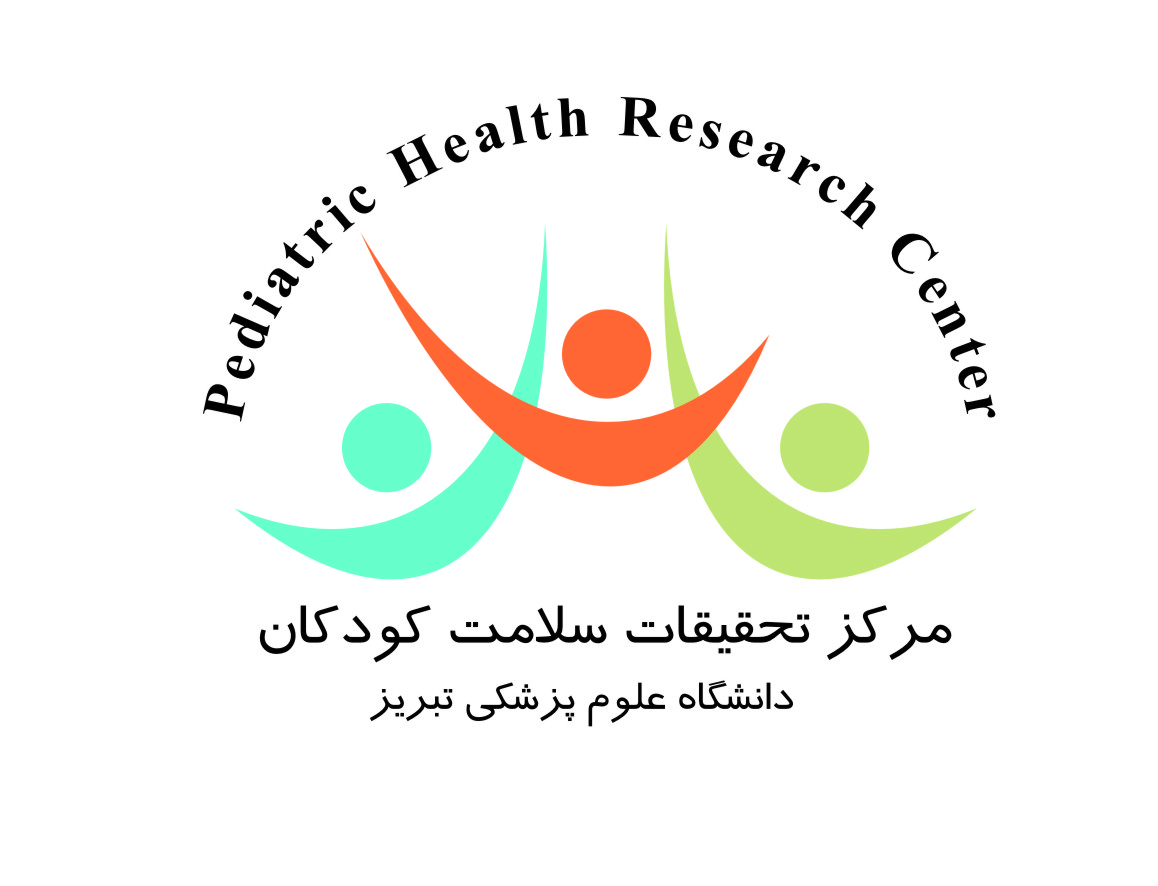 Pediatric Health Research Center
مرکز تحقیقات سلامت کودکان
دانشگاه علوم پزشکی تبریز